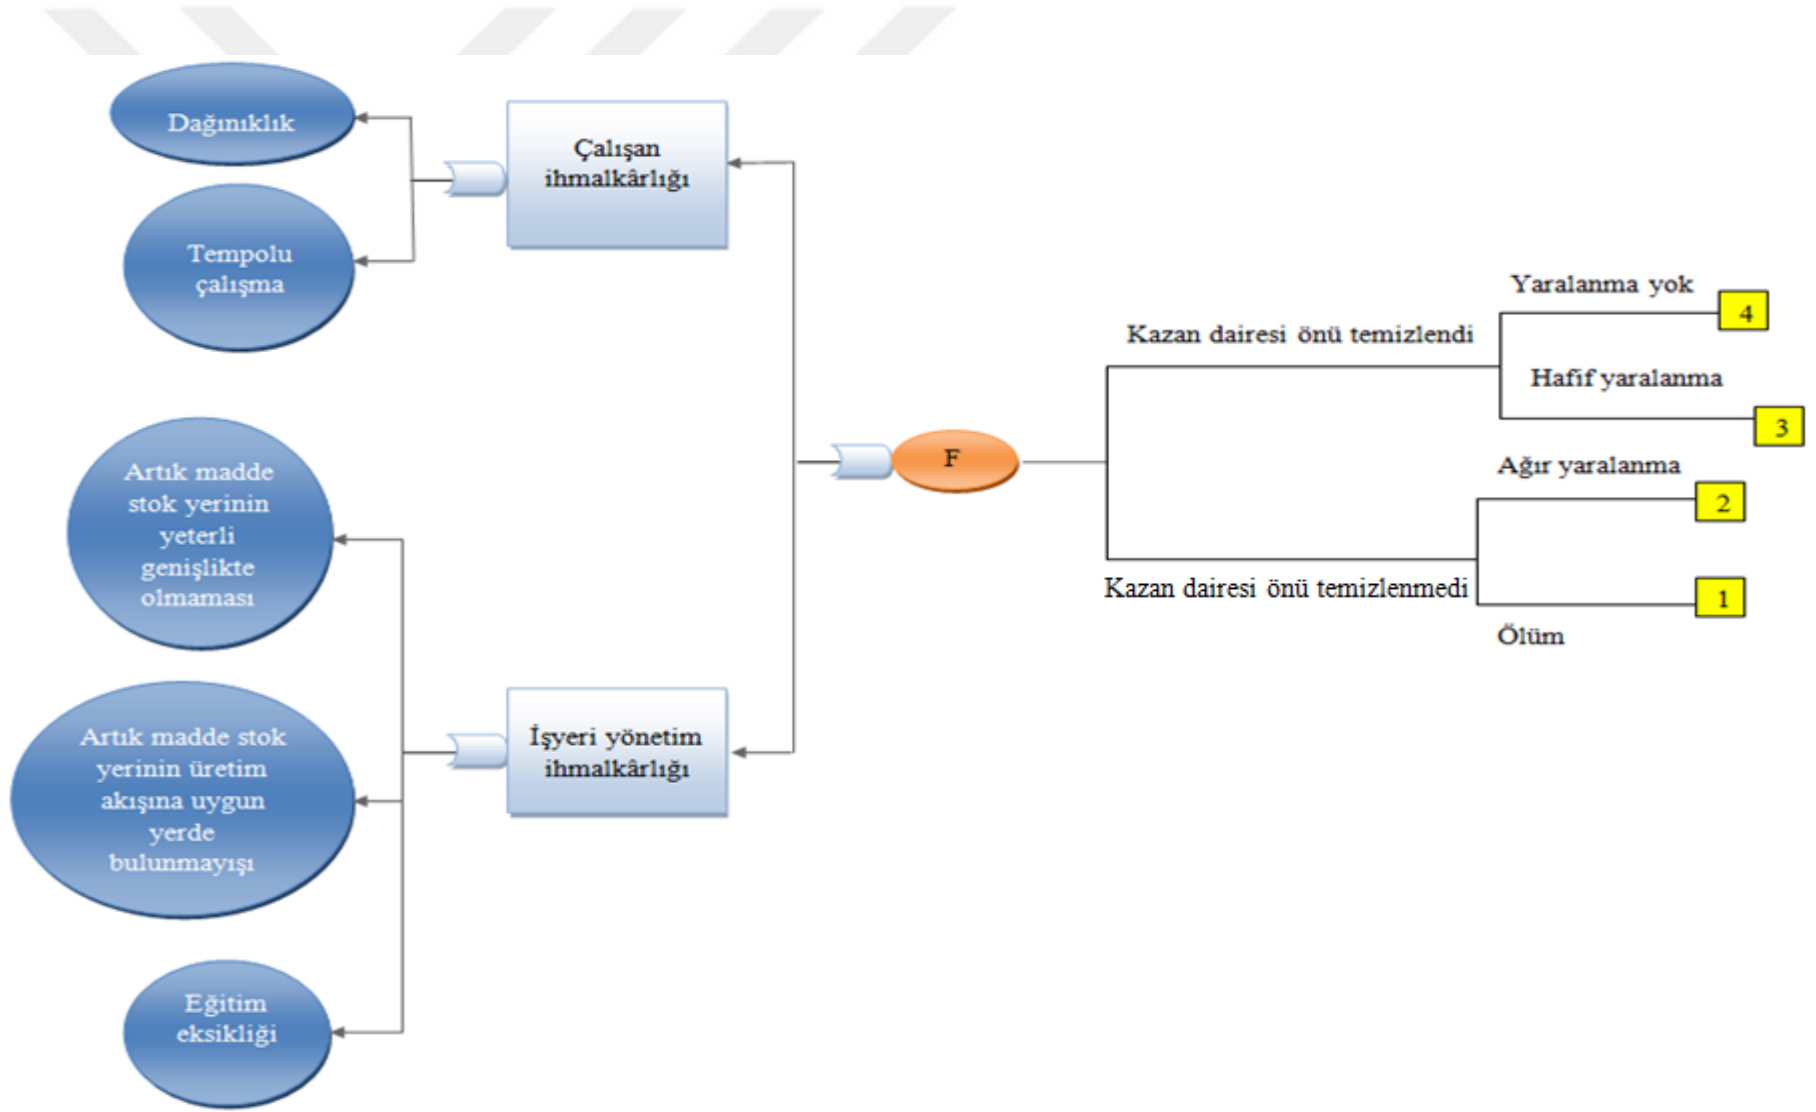 Dağınıklık
Tempolu
çalışma
Çalışan
ihmalkârlığı
Artık madde
stok yerinin
yeterli
genişlikte
olmaması
Artık madde stok
yerinin üretim
akışına uygun
yerde
bulunmayışı
Eğitim
eksikliği
İşyeri yönetim
ihmalkârlığı
F
Kazan dairesi önü temizlendi
Yaralanma yok
4
Hafif yaralanma
3
Kazan dairesi önü temizlenmedi
Ağır yaralanma
2
1
Ölüm